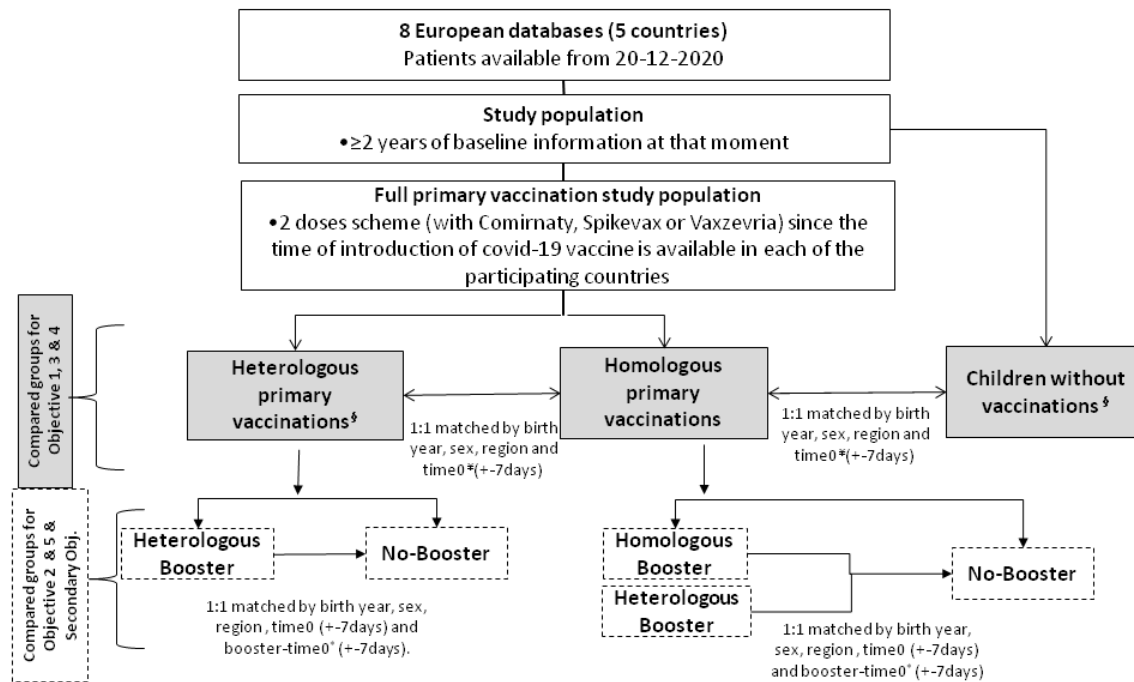 8 European databases (5 countries)
Patients available from 20-12-2020
Study population
•≥2 years of baseline information at that moment
Full primary vaccination study population
•2 doses scheme (with Comirnaty, Spikevax or Vaxzevria) since the
time of introduction of covid-19 vaccine is available in each of the
participating countries
Compared groups for
Objective 1, 3 & 4
Heterologous
primary
vaccinations§
1:1 matched by birth
year, sex, region and
time0*(+-7days)
Homologous
primary
vaccinations
1:1 matched by birth
year, sex, region and
time0*(+-7days)
Children without
vaccinations §
Compared groups for
Objective 2 & 5 &
Secondary Obj.
Heterologous
Booster
No-Booster
1:1 matched by birth year, sex,
region , time0 (+-7days) and
booster-time0* (+-7days).
Homologous
Booster
Heterologous
Booster
No-Booster
1:1 matched by birth year,
sex, region , time0 (+-7days)
and booster-time0* (+-7days)